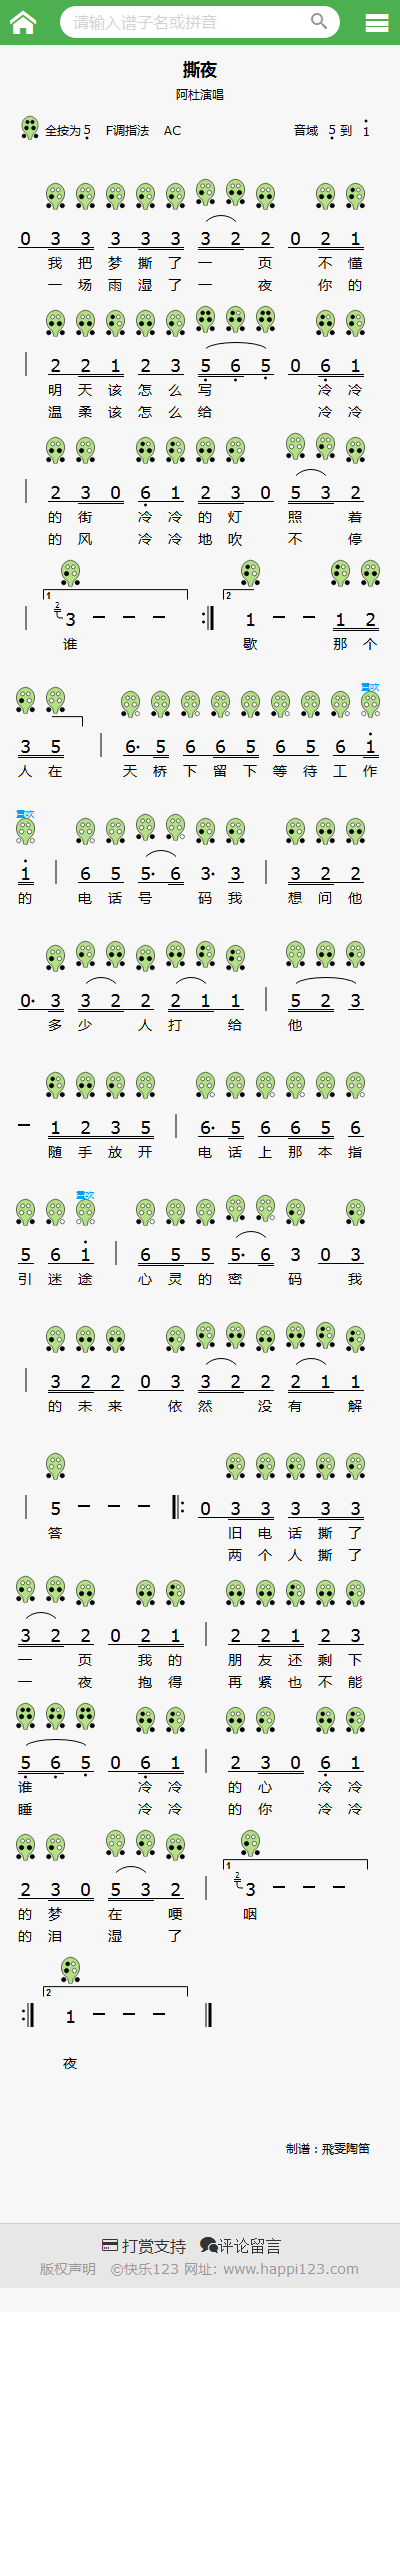 请输入谱子名或拼音
撕夜
阿杜演唱
全按为5 F调指法 AC 音域 5 到 1
0 3 3 3 3 3 3 2 2 0 2 1
我 把 梦 撕 了 一 页 不 懂
一 场 雨 湿 了 一 夜 你 的
2 2 1 2 3 5 6 5 0 6 1
明 天 该 怎 么 写 冷 冷
温 柔 该 怎 么 给 冷 冷
2 3 0 6 1 2 3 0 5 3 2
的 街 冷 冷 的 灯 照 着
的 风 冷 冷 地 吹 不 停
1 2
2 3 — — — 1 — — 1 2
谁 歇 那 个
重吹
3 5 6· 5 6 6 5 6 5 6 1
人 在 天 桥 下 留 下 等 待 工 作
重吹
1 6 5 5· 6 3· 3 3 2 2
的 电 话 号 码 我 想 问 他
0· 3 3 2 2 2 1 1 5 2 3
多 少 人 打 给 他
— 1 2 3 5 6· 5 6 6 5 6
随 手 放 开 电 话 上 那 本 指
重吹
5 6 1 6 5 5 5· 6 3 0 3
引 迷 途 心 灵 的 密 码 我
3 2 2 0 3 3 2 2 2 1 1
的 未 来 依 然 没 有 解
5 — — — 0 3 3 3 3 3
答 旧 电 话 撕 了
两 个 人 撕 了
3 2 2 0 2 1 2 2 1 2 3
一 页 我 的 朋 友 还 剩 下
一 夜 抱 得 再 紧 也 不 能
5 6 5 0 6 1 2 3 0 6 1
谁 冷 冷 的 心 冷 冷
睡 冷 冷 的 你 冷 冷
1
2 3 0 5 3 2 2 3 — — —
的 梦 在 哽 咽
的 泪 湿 了
2
1 — — —
夜
制谱：飛雯陶笛
打赏支持 评论留言
版权声明 ©快乐123 网址: www.happi123.com